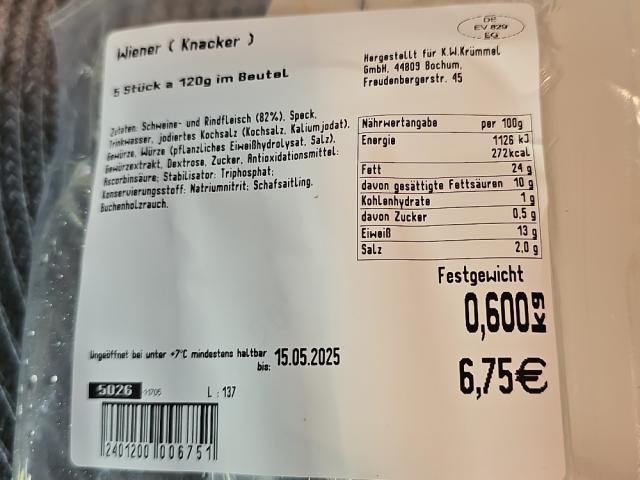 Wiener ( Knacker )
5 Stück a 120g im Beutel
DE
EV 829
EG
Hergestellt für K.W.Krümmel
GmbH, 44809 Bochum,
Freudenbergerstr. 45
Zutaten: Schweine- und Rindfleisch (82%), Speck,
Trinkwasser, jodiertes Kochsalz (Kochsalz, Kaliumjodat),
Gewürze, Würze (pflanzliches Eiweißhydrolysat, Salz),
Gewürzextrakt, Dextrose, Zucker, Antioxidationsmittel:
Ascorbinsäure; Stabilisator: Triphosphat;
Konservierungsstoff: Natriumnitrit; Schafsaitling,
Buchenholzrauch.
Nährwertangabe per 100g
Energie 1126 kJ
272kcal
Fett 24 g
davon gesättigte Fettsäuren 10 g
Kohlenhydrate 1 g
davon Zucker 0,5 g
Eiweiß 13 g
Salz 2,0 g
Festgewicht
0,600kg
6,75€
Ungeöffnet bei unter +7°C mindestens haltbar
bis: 15.05.2025
5026 11705 L : 137
2401200 006751